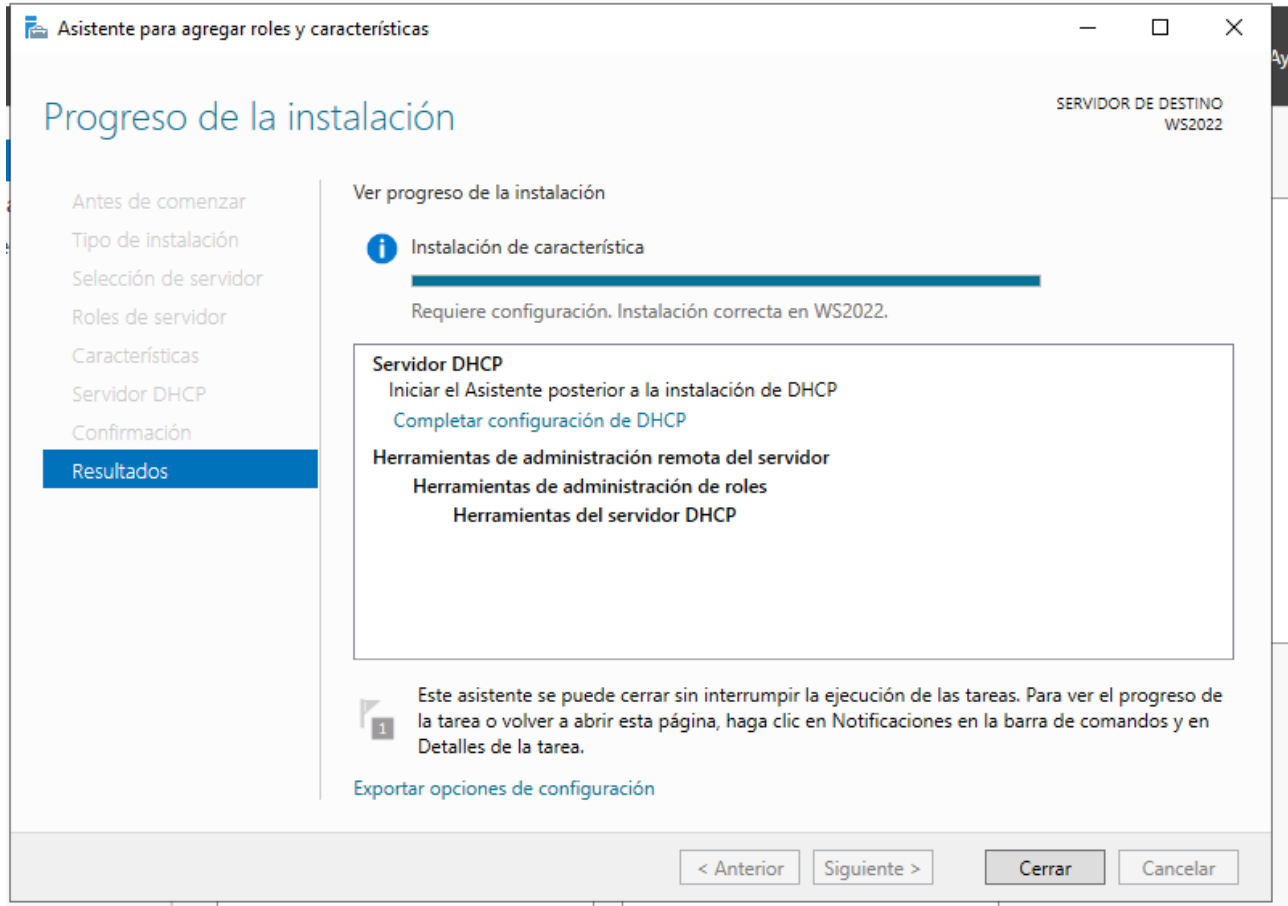 Asistente para agregar roles y características
Ay
Progreso de la instalación
SERVIDOR DE DESTINO
WS2022
Antes de comenzar
Tipo de instalación
Selección de servidor
Roles de servidor
Características
Servidor DHCP
Confirmación
Resultados
Ver progreso de la instalación
Instalación de característica
Requiere configuración. Instalación correcta en WS2022.
Servidor DHCP
Iniciar el Asistente posterior a la instalación de DHCP
Completar configuración de DHCP
Herramientas de administración remota del servidor
Herramientas de administración de roles
Herramientas del servidor DHCP
1
Este asistente se puede cerrar sin interrumpir la ejecución de las tareas. Para ver el progreso de
la tarea o volver a abrir esta página, haga clic en Notificaciones en la barra de comandos y en
Detalles de la tarea.
Exportar opciones de configuración
< Anterior
Siguiente >
Cerrar
Cancelar